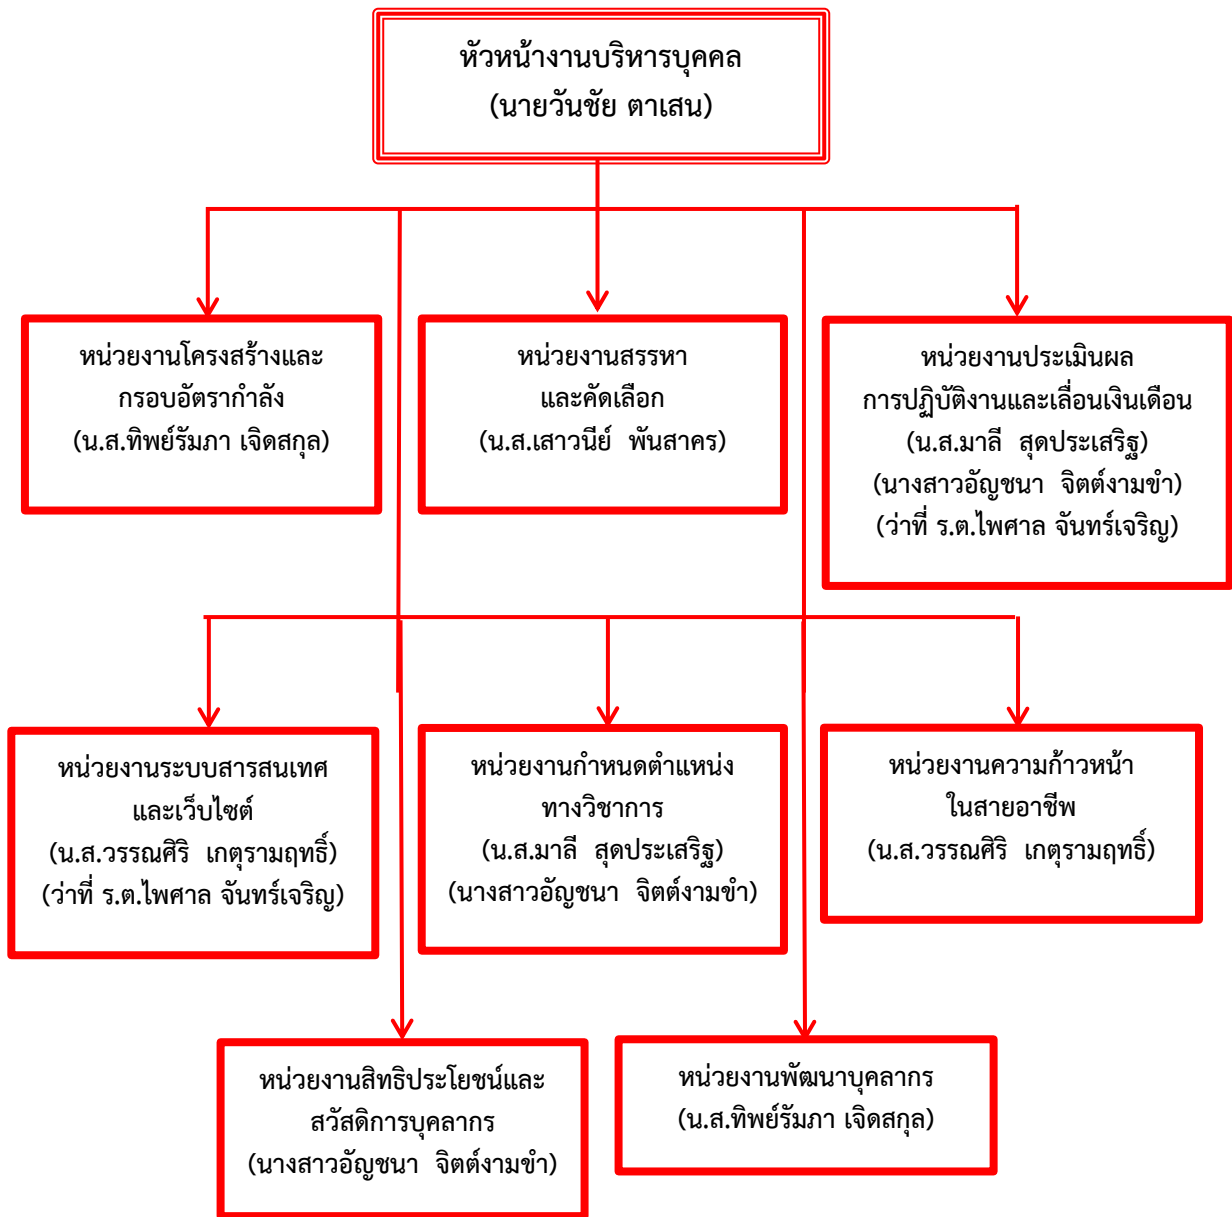 หัวหน้างานบริหารบุคคล
(นายวันชัย ตาเสน)
หน่วยงานโครงสร้างและ
กรอบอัตรากำลัง
(น.ส.ทิพย์รัมภา เจิดสกุล)
หน่วยงานสรรหา
และคัดเลือก
(น.ส.เสาวนีย์ พันสาคร)
หน่วยงานประเมินผล
การปฏิบัติงานและเลื่อนเงินเดือน
(น.ส.มาลี สุดประเสริฐ)
(นางสาวอัญชนา จิตต์งามขำ)
(ว่าที่ ร.ต.ไพศาล จันทร์เจริญ)
หน่วยงานระบบสารสนเทศ
และเว็บไซต์
(น.ส.วรรณศิริ เกตุรามฤทธิ์)
(ว่าที่ ร.ต.ไพศาล จันทร์เจริญ)
หน่วยงานกำหนดตำแหน่ง
ทางวิชาการ
(น.ส.มาลี สุดประเสริฐ)
(นางสาวอัญชนา จิตต์งามขำ)
หน่วยงานความก้าวหน้า
ในสายอาชีพ
(น.ส.วรรณศิริ เกตุรามฤทธิ์)
หน่วยงานสิทธิประโยชน์และ
สวัสดิการบุคลากร
(นางสาวอัญชนา จิตต์งามขำ)
หน่วยงานพัฒนาบุคลากร
(น.ส.ทิพย์รัมภา เจิดสกุล)